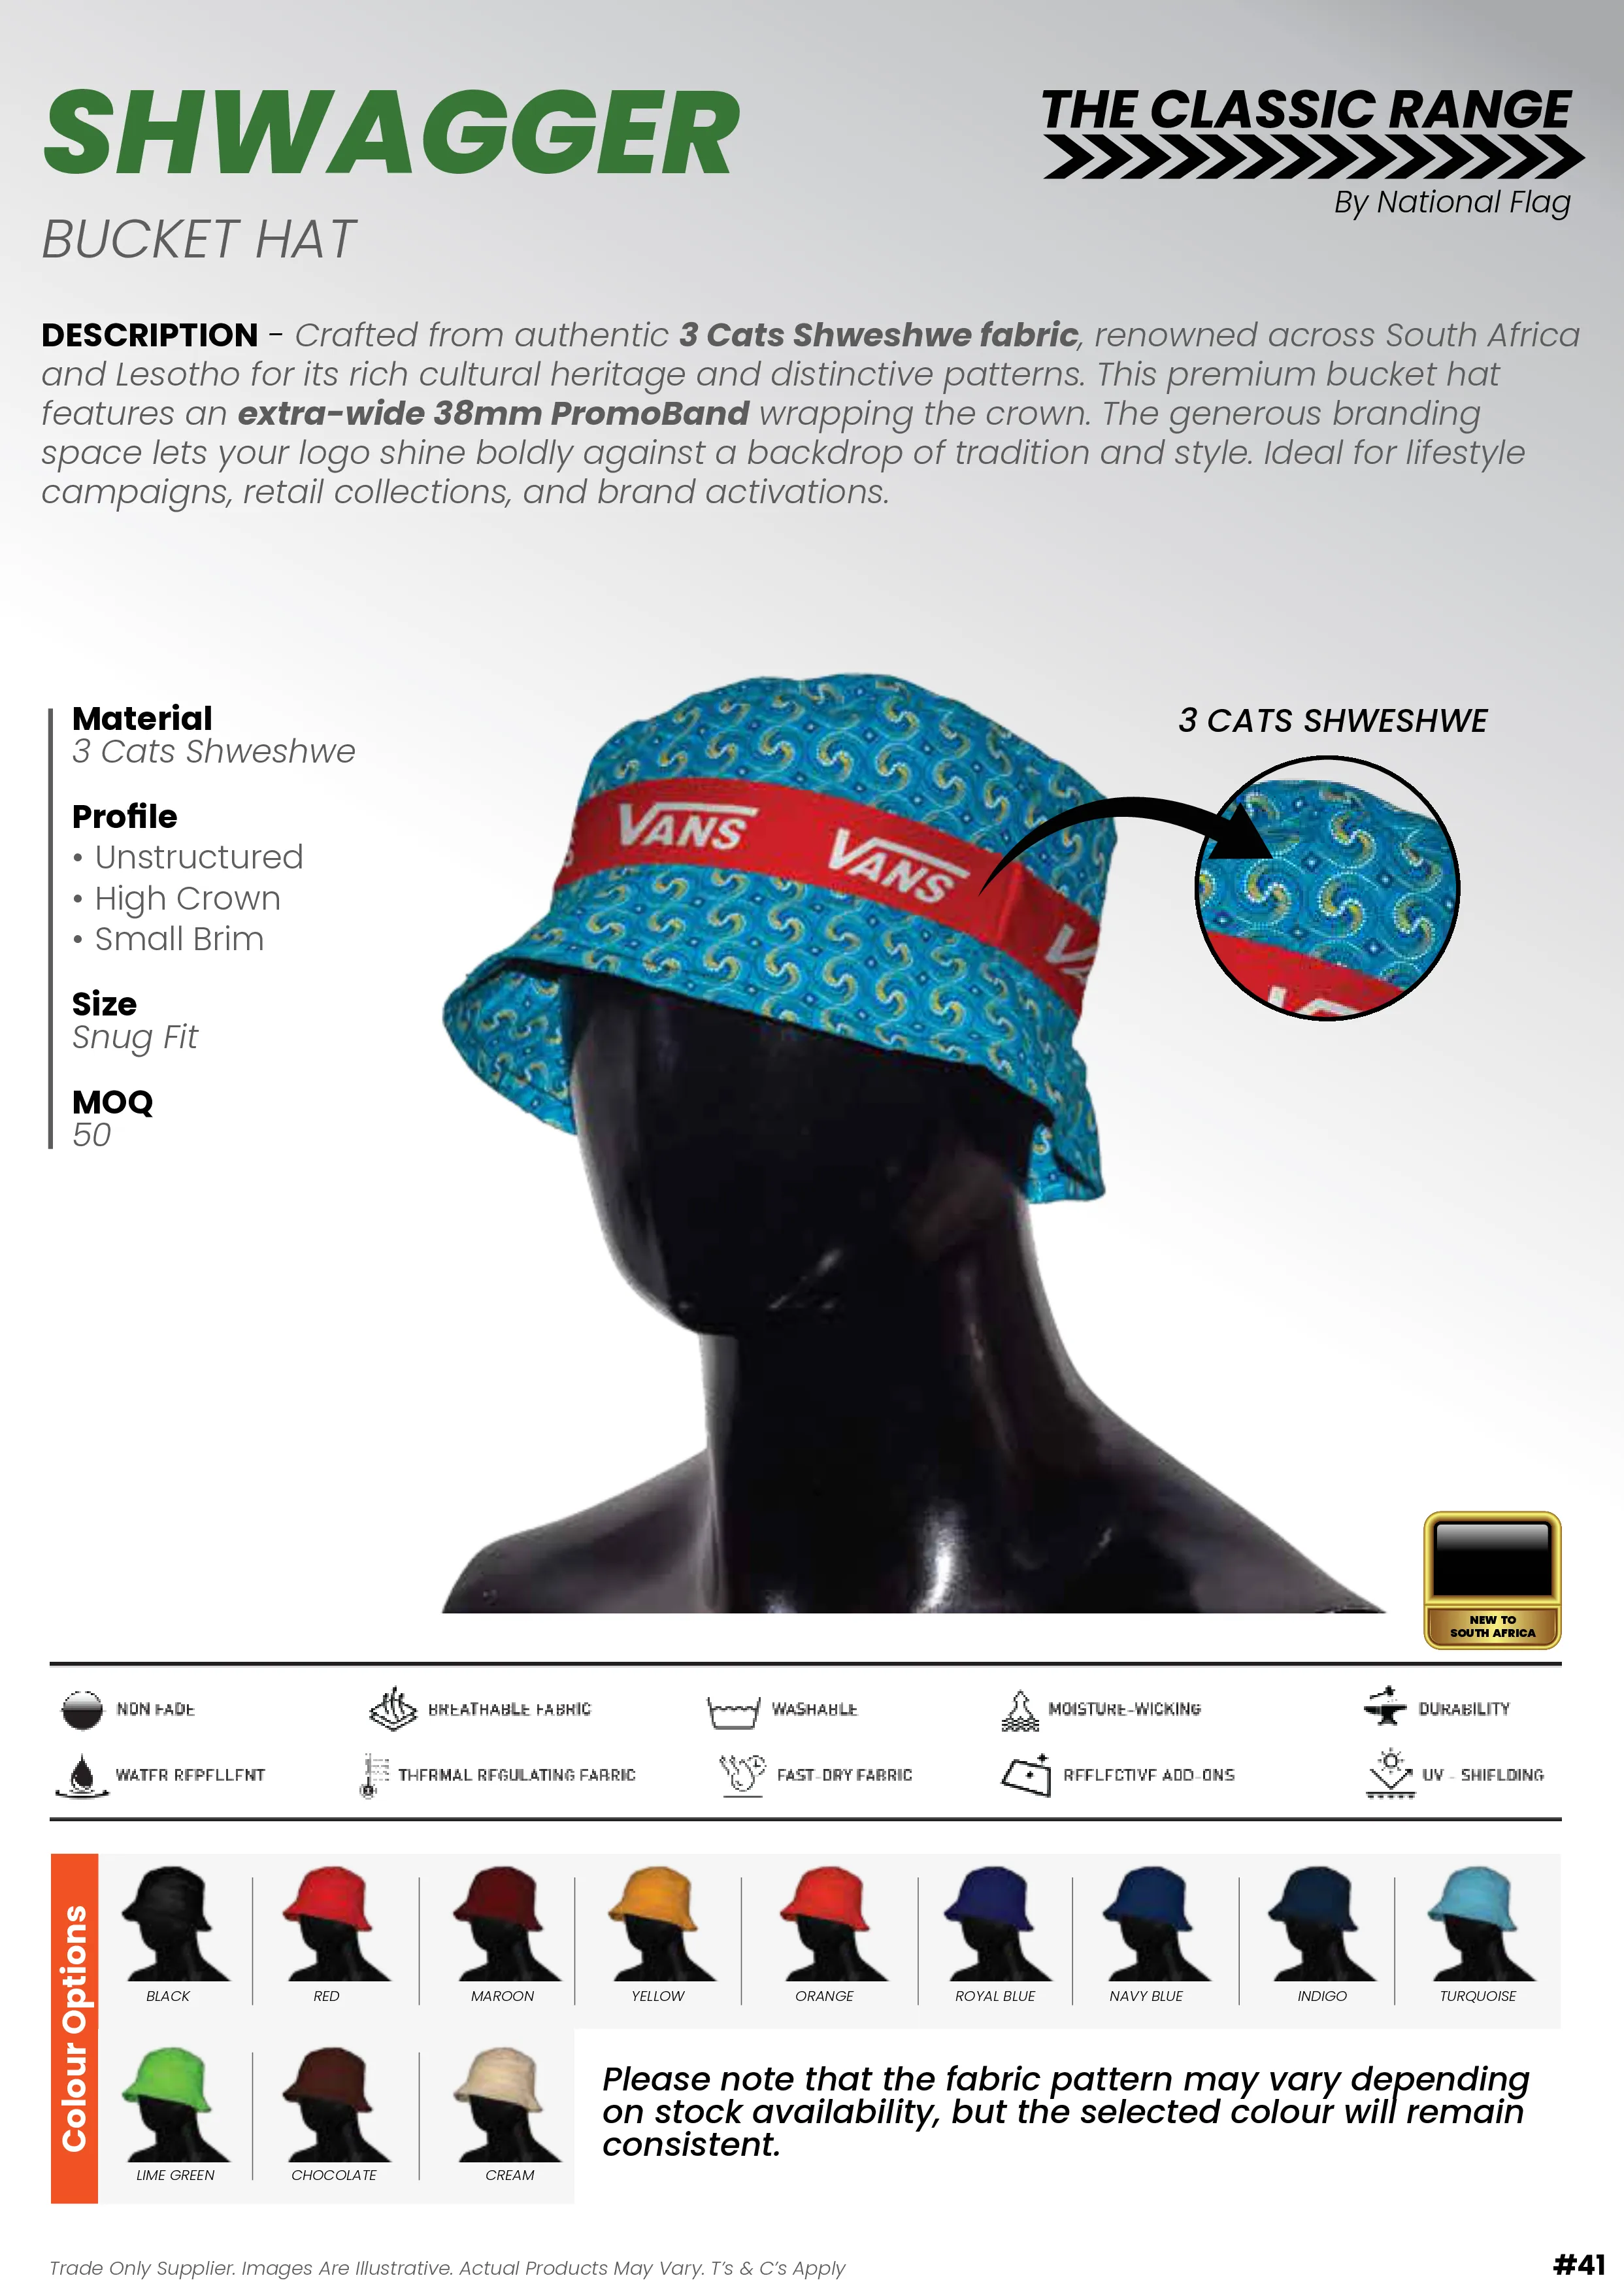 SHWAGGER
THE CLASSIC RANGE
By National Flag
BUCKET HAT
DESCRIPTION - Crafted from authentic 3 Cats Shweshwe fabric, renowned across South Africa
and Lesotho for its rich cultural heritage and distinctive patterns. This premium bucket hat
features an extra-wide 38mm PromoBand wrapping the crown. The generous branding
space lets your logo shine boldly against a backdrop of tradition and style. Ideal for lifestyle
campaigns, retail collections, and brand activations.
Material
3 Cats Shweshwe
Profile
• Unstructured
• High Crown
• Small Brim
Size
Snug Fit
MOQ
50
3 CATS SHWESHWE
VANS VANS VA
NEW TO
SOUTH AFRICA
NON FADE BREATHABLE FABRIC WASHABLE MOISTURE-WICKING DURABILITY
WATER REPELLENT THERMAL REGULATING FABRIC FAST-DRY FABRIC REFLECTIVE ADD-ONS UV - SHIELDING
Colour Options
BLACK RED MAROON YELLOW ORANGE ROYAL BLUE NAVY BLUE INDIGO TURQUOISE
LIME GREEN CHOCOLATE CREAM
Please note that the fabric pattern may vary depending
on stock availability, but the selected colour will remain
consistent.
Trade Only Supplier. Images Are Illustrative. Actual Products May Vary. T's & C's Apply
#41